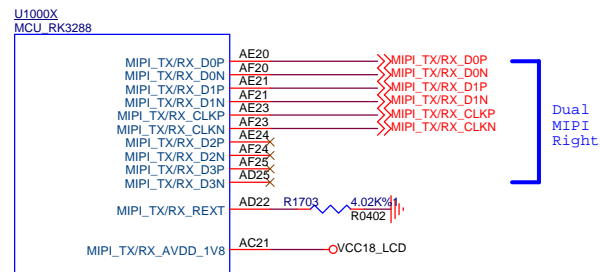 U1000X
MCU_RK3288
MIPI_TX/RX_D0P AE20 MIPI_TX/RX_D0P
MIPI_TX/RX_D0N AF20 MIPI_TX/RX_D0N
MIPI_TX/RX_D1P AE21 MIPI_TX/RX_D1P
MIPI_TX/RX_D1N AF21 MIPI_TX/RX_D1N
MIPI_TX/RX_CLKP AE23 MIPI_TX/RX_CLKP
MIPI_TX/RX_CLKN AF23 MIPI_TX/RX_CLKN
MIPI_TX/RX_D2P AE24
MIPI_TX/RX_D2N AF24
MIPI_TX/RX_D3P AF25
MIPI_TX/RX_D3N AD25
Dual
MIPI
Right
MIPI_TX/RX_REXT AD22 R1703 4.02K%1
R0402
MIPI_TX/RX_AVDD_1V8 AC21 VCC18_LCD